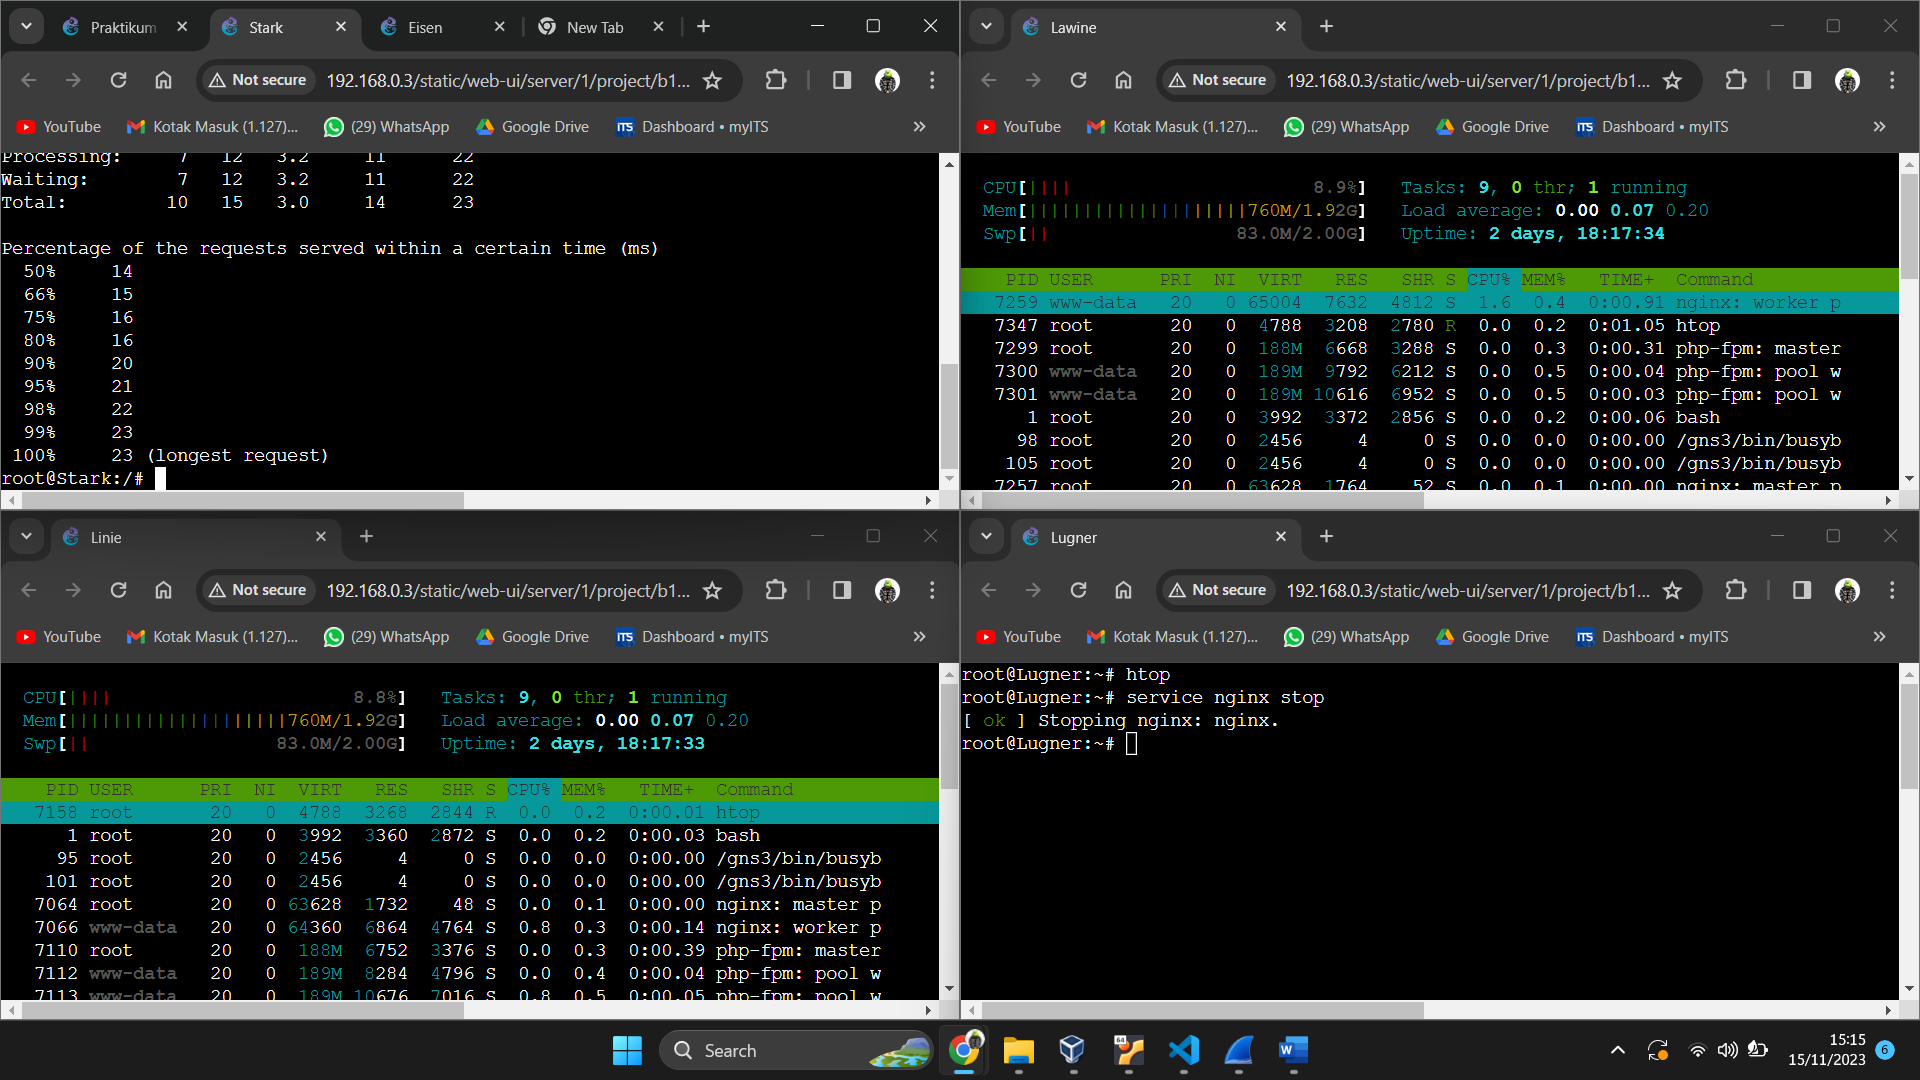 Praktikum
Stark
Eisen
New Tab
Not secure
192.168.0.3/static/web-ui/server/1/project/b1...
YouTube
Kotak Masuk (1.127)...
(29) WhatsApp
Google Drive
ITS Dashboard • myITS
Processing: 7 12 3.2 11 22
Waiting: 7 12 3.2 11 22
Total: 10 15 3.0 14 23
Percentage of the requests served within a certain time (ms)
50% 14
66% 15
75% 16
80% 16
90% 20
95% 21
98% 22
99% 23
100% 23 (longest request)
root@Stark:/#
Lawine
Not secure
192.168.0.3/static/web-ui/server/1/project/b1...
YouTube
Kotak Masuk (1.127)...
(29) WhatsApp
Google Drive
ITS Dashboard • myITS
CPU[|||| 8.9%] Tasks: 9, 0 thr; 1 running
Mem[||||||||||||||||||||760M/1.92G] Load average: 0.00 0.07 0.20
Swp[|| 83.0M/2.00G] Uptime: 2 days, 18:17:34
PID USER PRI NI VIRT RES SHR S CPU% MEM% TIME+ Command
7259 www-data 20 0 65004 7632 4812 S 1.6 0.4 0:00.91 nginx: worker p
7347 root 20 0 4788 3208 2780 R 0.0 0.2 0:01.05 htop
7299 root 20 0 188M 6668 3288 S 0.0 0.3 0:00.31 php-fpm: master
7300 www-data 20 0 189M 9792 6212 S 0.0 0.5 0:00.04 php-fpm: pool w
7301 www-data 20 0 189M 10616 6952 S 0.0 0.5 0:00.03 php-fpm: pool w
1 root 20 0 3992 3372 2856 S 0.0 0.2 0:00.06 bash
98 root 20 0 2456 4 0 S 0.0 0.0 0:00.00 /gns3/bin/busyb
105 root 20 0 2456 4 0 S 0.0 0.0 0:00.00 /gns3/bin/busyb
7257 root 20 0 63628 1764 52 S 0.0 0.1 0:00.00 nginx: master p
Linie
Not secure
192.168.0.3/static/web-ui/server/1/project/b1...
YouTube
Kotak Masuk (1.127)...
(29) WhatsApp
Google Drive
ITS Dashboard • myITS
CPU[|||| 8.8%] Tasks: 9, 0 thr; 1 running
Mem[||||||||||||||||||||760M/1.92G] Load average: 0.00 0.07 0.20
Swp[|| 83.0M/2.00G] Uptime: 2 days, 18:17:33
PID USER PRI NI VIRT RES SHR S CPU% MEM% TIME+ Command
7158 root 20 0 4788 3268 2844 R 0.0 0.2 0:00.01 htop
1 root 20 0 3992 3360 2872 S 0.0 0.2 0:00.03 bash
95 root 20 0 2456 4 0 S 0.0 0.0 0:00.00 /gns3/bin/busyb
101 root 20 0 2456 4 0 S 0.0 0.0 0:00.00 /gns3/bin/busyb
7064 root 20 0 63628 1732 48 S 0.0 0.1 0:00.00 nginx: master p
7066 www-data 20 0 64360 6864 4764 S 0.8 0.3 0:00.14 nginx: worker p
7110 root 20 0 188M 6752 3376 S 0.0 0.3 0:00.39 php-fpm: master
7112 www-data 20 0 189M 8284 4796 S 0.0 0.4 0:00.04 php-fpm: pool w
7113 www-data 20 0 189M 10676 7016 S 0.8 0.5 0:00.05 php-fpm: pool w
Lugner
Not secure
192.168.0.3/static/web-ui/server/1/project/b1...
YouTube
Kotak Masuk (1.127)...
(29) WhatsApp
Google Drive
ITS Dashboard • myITS
root@Lugner:~# htop
root@Lugner:~# service nginx stop
[ ok ] Stopping nginx: nginx.
root@Lugner:~#
Search
64
W
15:15
15/11/2023
6